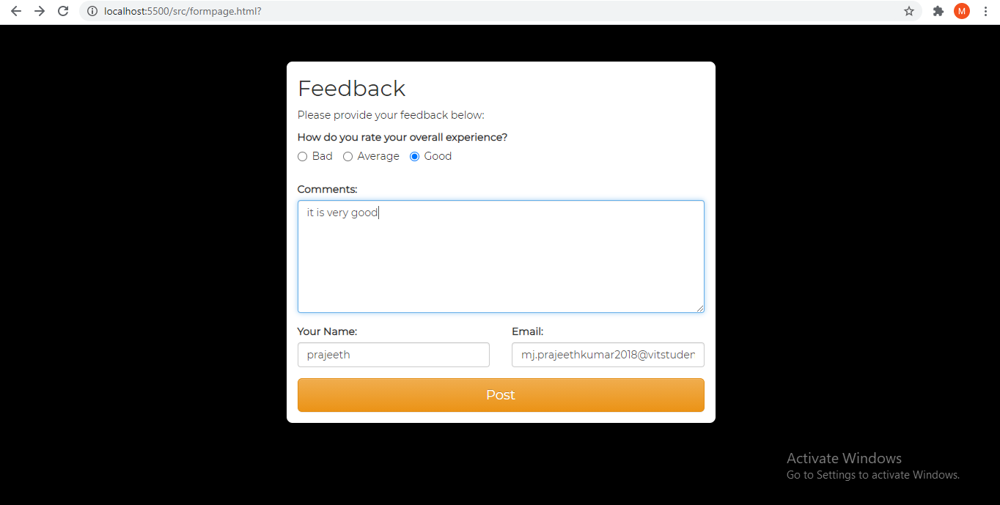 localhost:5500/src/formpage.html?
M
Feedback
Please provide your feedback below:
How do you rate your overall experience?
Bad Average Good
Comments:
it is very good
Your Name: Email:
prajeeth mj.prajeethkumar2018@vitstuden
Post
Activate Windows
Go to Settings to activate Windows.